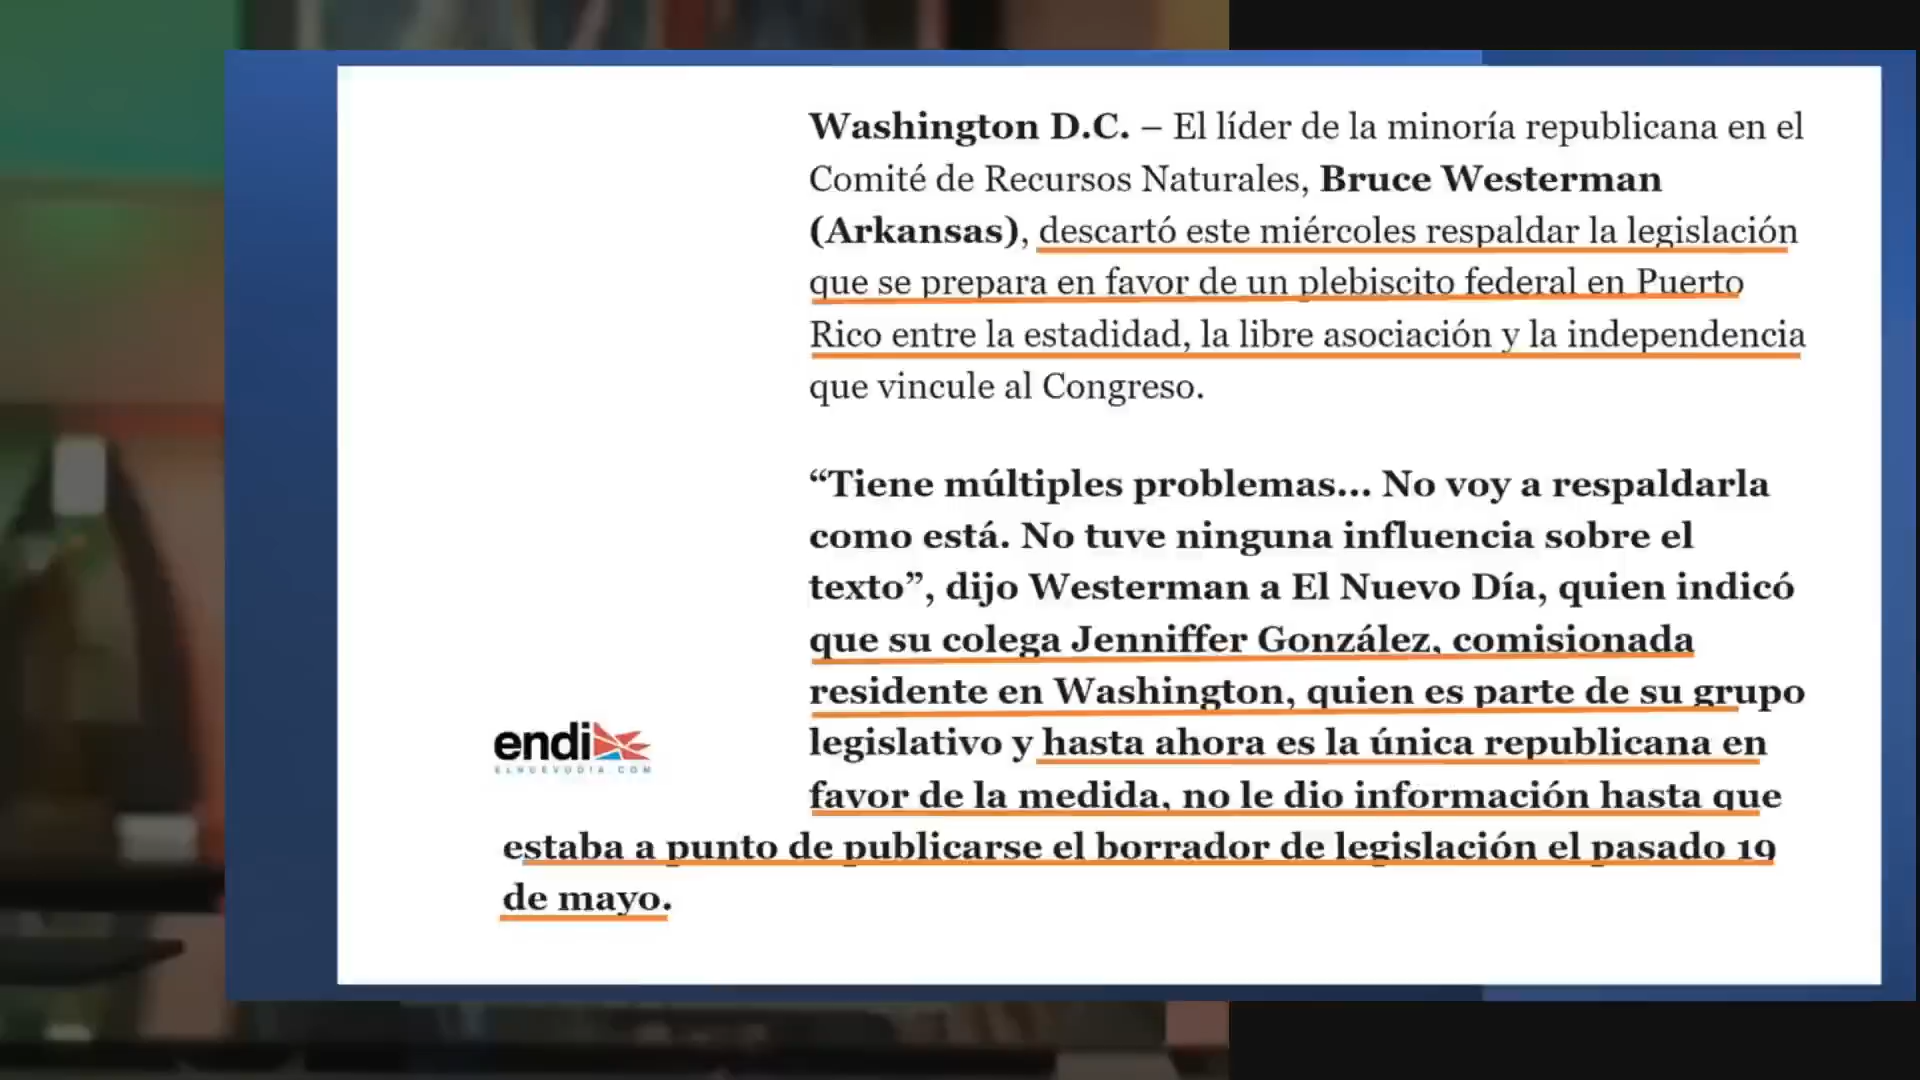 Washington D.C. – El líder de la minoría republicana en el
Comité de Recursos Naturales, Bruce Westerman
(Arkansas), descartó este miércoles respaldar la legislación
que se prepara en favor de un plebiscito federal en Puerto
Rico entre la estadidad, la libre asociación y la independencia
que vincule al Congreso.
“Tiene múltiples problemas... No voy a respaldarla
como está. No tuve ninguna influencia sobre el
texto”, dijo Westerman a El Nuevo Día, quien indicó
que su colega Jenniffer González, comisionada
residente en Washington, quien es parte de su grupo
legislativo y hasta ahora es la única republicana en
favor de la medida, no le dio información hasta que
estaba a punto de publicarse el borrador de legislación el pasado 19
de mayo.
endi
ELNUEVODIA.COM